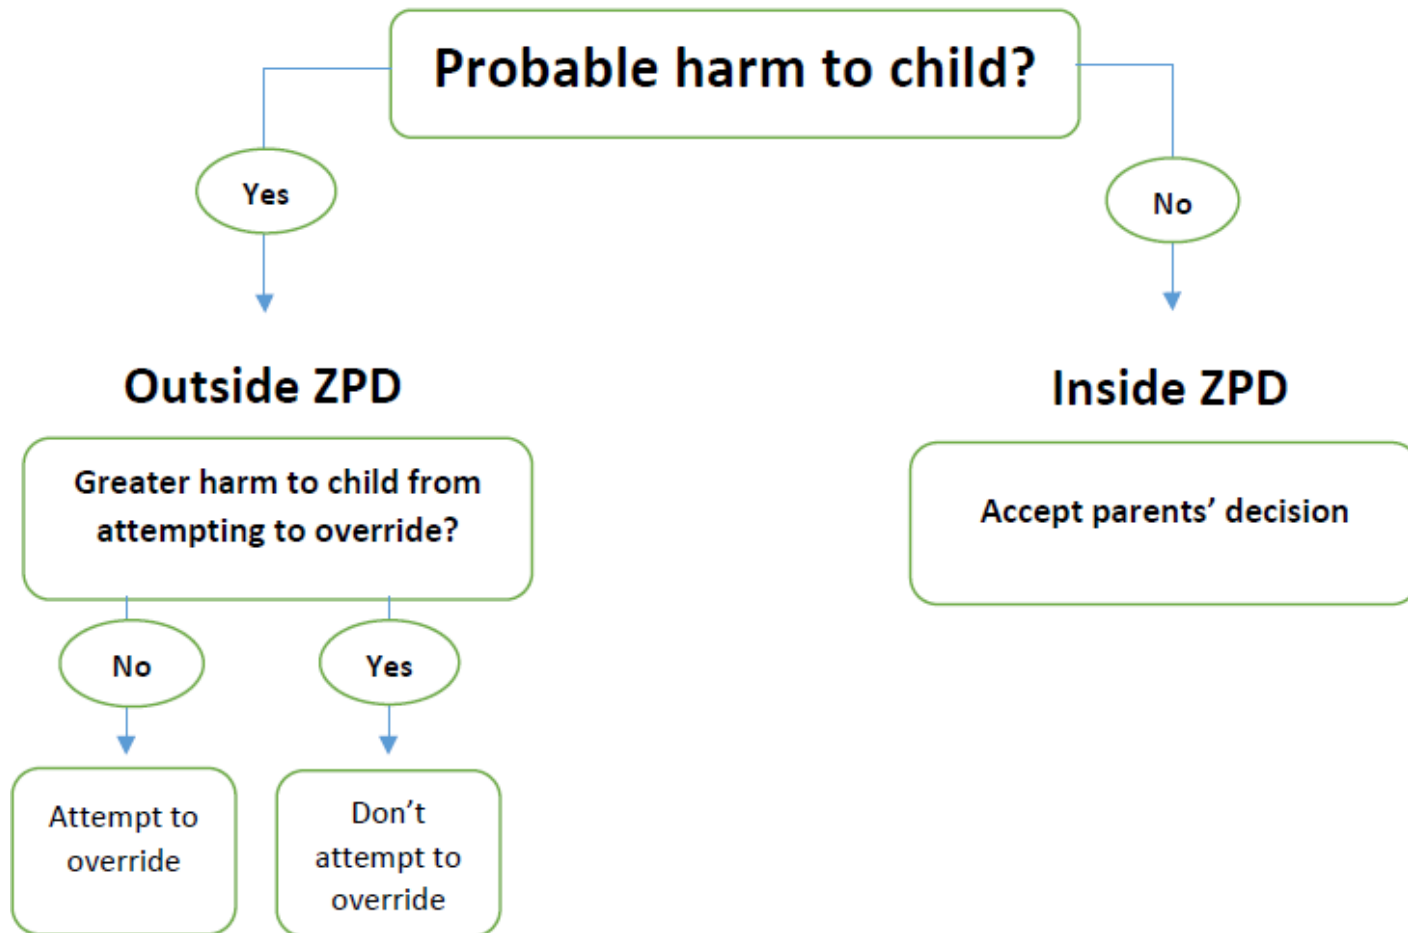 Probable harm to child?
Yes
No
Outside ZPD
Inside ZPD
Greater harm to child from
attempting to override?
Accept parents’ decision
No
Yes
Attempt to
override
Don’t
attempt to
override